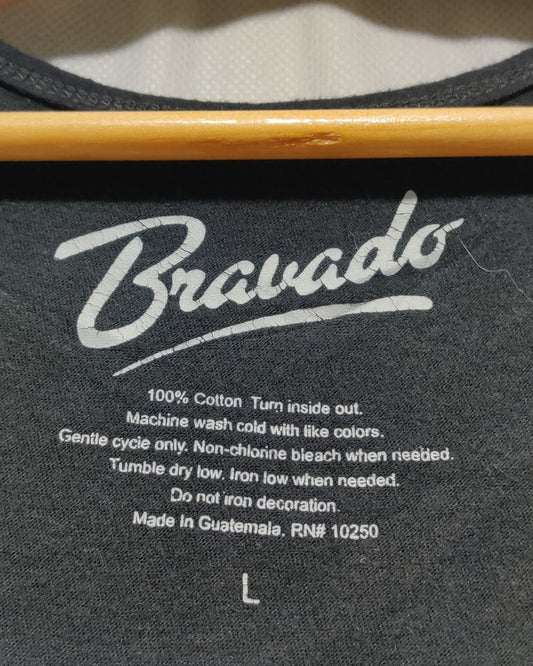 Bravado
100% Cotton Turn inside out.
Machine wash cold with like colors.
Gentle cycle only. Non-chlorine bleach when needed.
Tumble dry low. Iron low when needed.
Do not iron decoration.
Made In Guatemala. RN# 10250
L